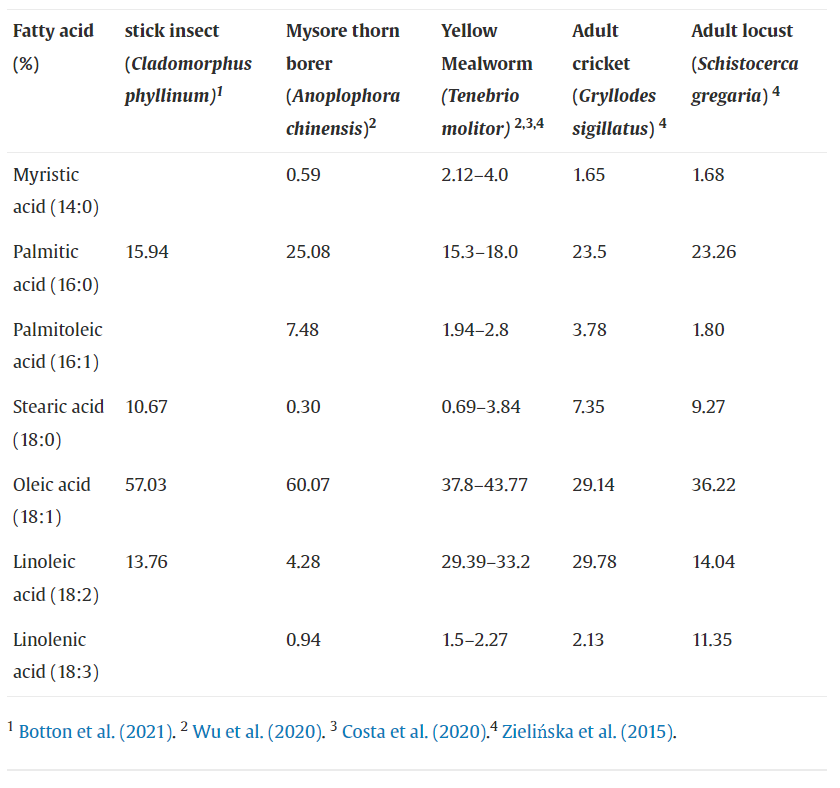 Fatty acid (%) stick insect (Cladomorphus phyllinum)1 Mysore thorn borer (Anoplophora chinensis)2 Yellow Mealworm (Tenebrio molitor) 2,3,4 Adult cricket (Gryllodes sigillatus) 4 Adult locust (Schistocerca gregaria) 4
Myristic acid (14:0) 0.59 2.12–4.0 1.65 1.68
Palmitic acid (16:0) 15.94 25.08 15.3–18.0 23.5 23.26
Palmitoleic acid (16:1) 7.48 1.94–2.8 3.78 1.80
Stearic acid (18:0) 10.67 0.30 0.69–3.84 7.35 9.27
Oleic acid (18:1) 57.03 60.07 37.8–43.77 29.14 36.22
Linoleic acid (18:2) 13.76 4.28 29.39–33.2 29.78 14.04
Linolenic acid (18:3) 0.94 1.5–2.27 2.13 11.35
1 Botton et al. (2021). 2 Wu et al. (2020). 3 Costa et al. (2020).4 Zielińska et al. (2015).